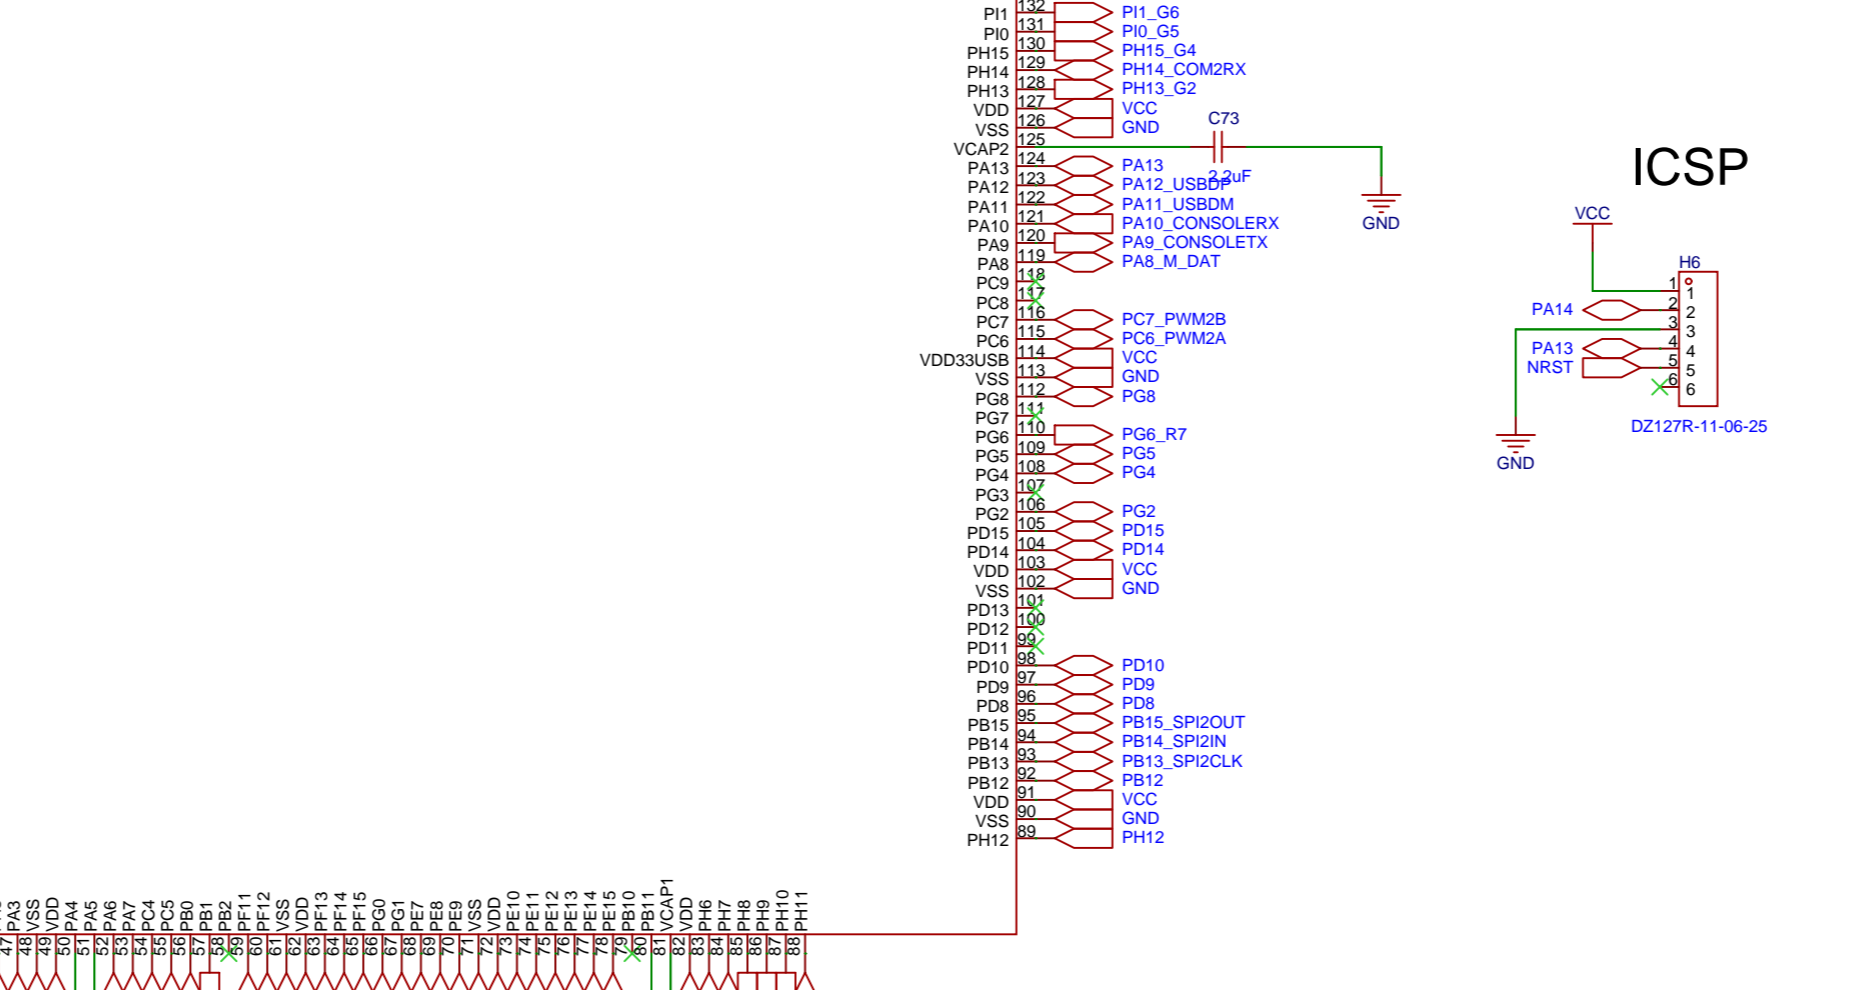 PI1 132 PI1_G6
PI0 131 PI0_G5
PH15 130 PH15_G4
PH14 129 PH14_COM2RX
PH13 128 PH13_G2
VDD 127 VCC
VSS 126 GND
VCAP2 125
C73
2.2uF
GND
PA13 124 PA13
PA12 123 PA12_USBDP
PA11 122 PA11_USBDM
PA10 121 PA10_CONSOLERX
PA9 120 PA9_CONSOLETX
PA8 119 PA8_M_DAT
PC9 118
PC8 117
PC7 116 PC7_PWM2B
PC6 115 PC6_PWM2A
VDD33USB 114 VCC
VSS 113 GND
PG8 112 PG8
PG7 111
PG6 110 PG6_R7
PG5 109 PG5
PG4 108 PG4
PG3 107
PG2 106 PG2
PD15 105 PD15
PD14 104 PD14
VDD 103 VCC
VSS 102 GND
PD13 101
PD12 100
PD11 99
PD10 98 PD10
PD9 97 PD9
PD8 96 PD8
PB15 95 PB15_SPI2OUT
PB14 94 PB14_SPI2IN
PB13 93 PB13_SPI2CLK
PB12 92 PB12
VDD 91 VCC
VSS 90 GND
PH12 89 PH12
ICSP
VCC
H6
1 1
PA14 2 2
3 3
PA13 4 4
NRST 5 5
6 6
DZ127R-11-06-25
GND
47 PA3
48 VSS
49 VDD
50 PA4
51 PA5
52 PA6
53 PA7
54 PC4
55 PC5
56 PB0
57 PB1
58 PB2
59 PF11
60 PF12
61 VSS
62 VDD
63 PF13
64 PF14
65 PF15
66 PG0
67 PG1
68 PE7
69 PE8
70 PE9
71 VSS
72 VDD
73 PE10
74 PE11
75 PE12
76 PE13
77 PE14
78 PE15
79 PB10
80 PB11
81 VCAP1
82 VDD
83 PH6
84 PH7
85 PH8
86 PH9
87 PH10
88 PH11